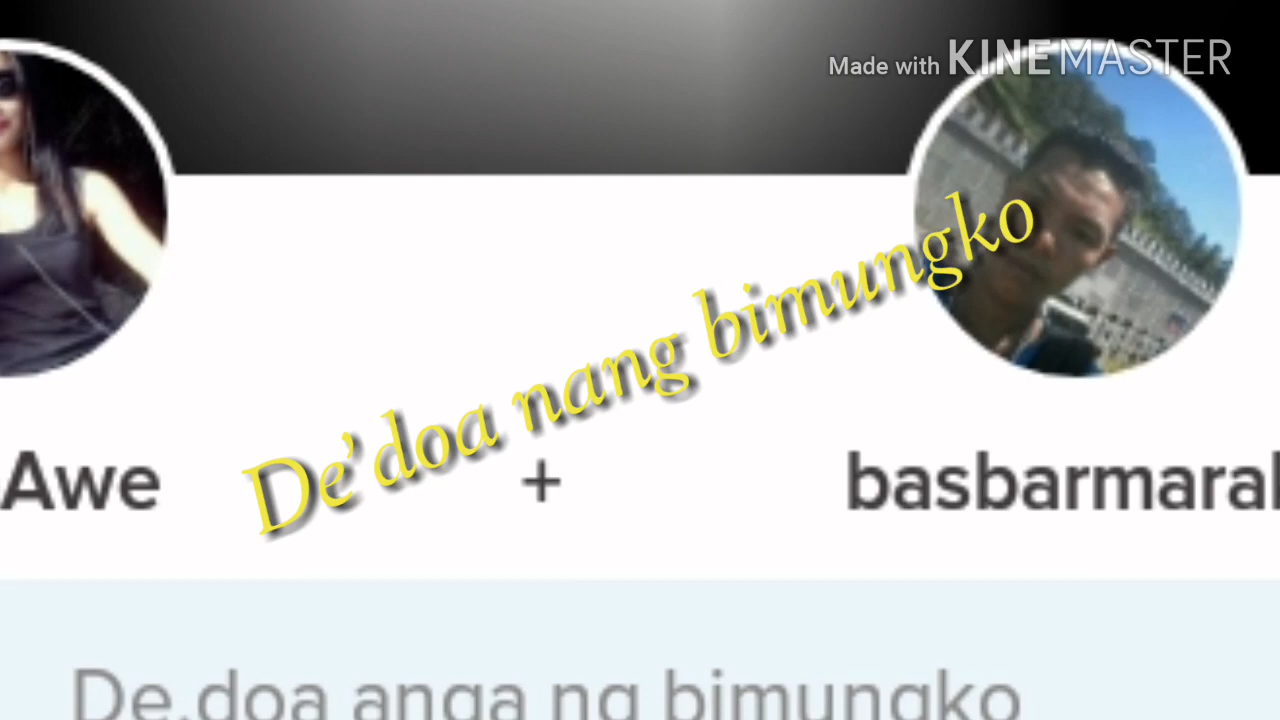 Made with KINEMASTER
De'doa nang bimungko
Awe + basbarmaral
De.doa anga ng bimungko